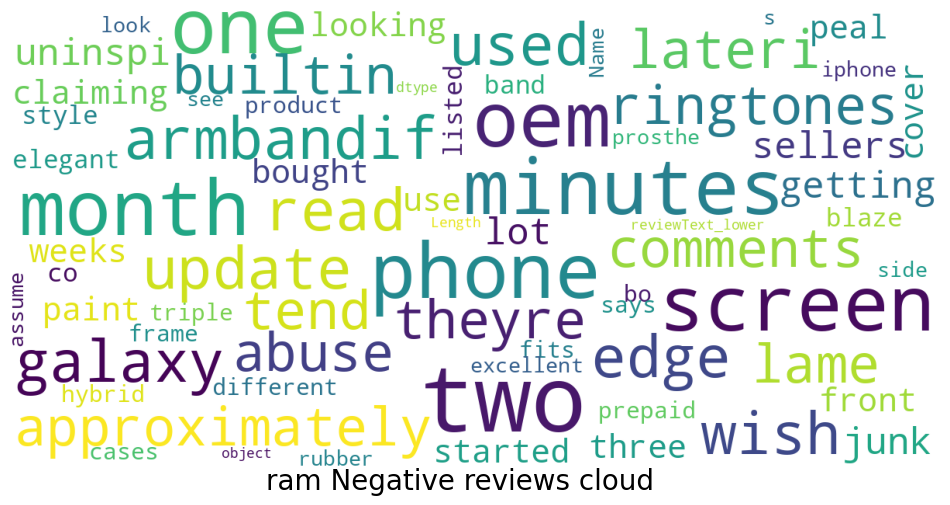 look
one
looking
used
lateri
s
peal
uninspi
builtin
Name
iphone
claiming
see
product
dtype
band
listed
oem
ringtones
cover
style
armbandif
prosthe
sellers
elegant
bought
minutes
getting
month
read
use
Length
lot
reviewText_lower
blaze
weeks
co
update
phone
comments
side
assume
paint
triple
tend
theyre
bo
says
screen
frame
galaxy
abuse
fits
excellent
edge
lame
hybrid
different
two
prepaid
front
approximately
cases
object
rubber
started
three
wish
junk
ram Negative reviews cloud